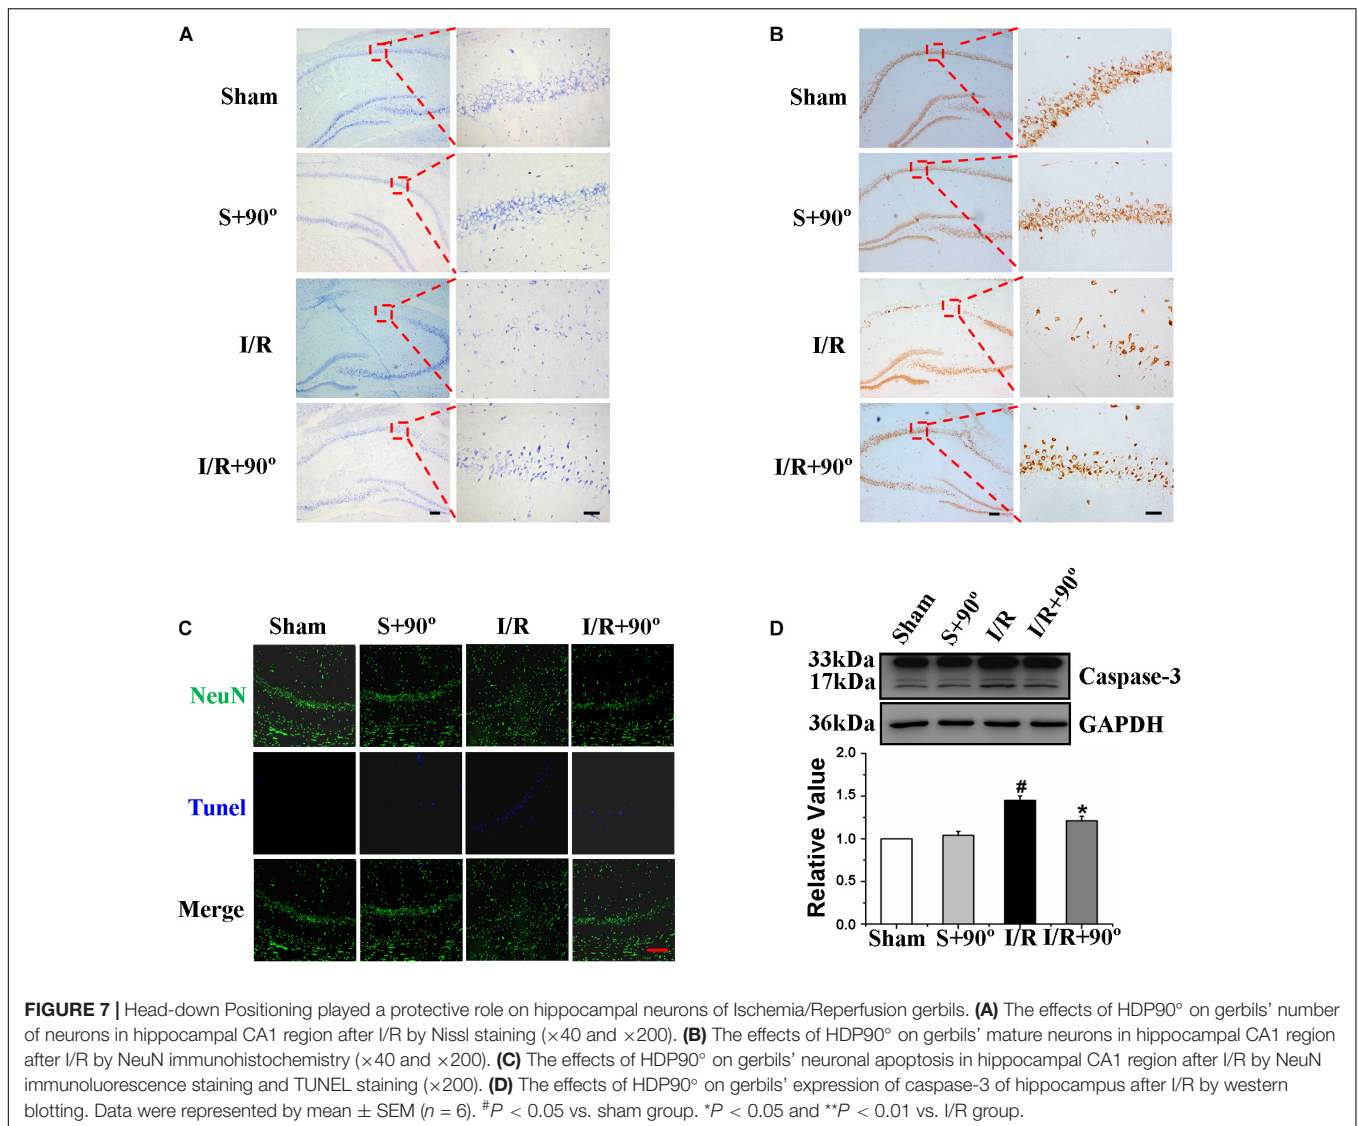 A
B
Sham
Sham
S+90°
S+90°
I/R
I/R
I/R+90°
I/R+90°
C
Sham
S+90°
I/R
I/R+90°
NeuN
Tunel
Merge
D
Sham
S+90°
I/R
I/R+90°
33kDa
17kDa
Caspase-3
36kDa
GAPDH
2.0
1.5
1.0
0.5
0.0
Relative Value
#
*
Sham
S+90°
I/R
I/R+90°
FIGURE 7 | Head-down Positioning played a protective role on hippocampal neurons of Ischemia/Reperfusion gerbils. (A) The effects of HDP90° on gerbils' number
of neurons in hippocampal CA1 region after I/R by Nissl staining (×40 and ×200). (B) The effects of HDP90° on gerbils' mature neurons in hippocampal CA1 region
after I/R by NeuN immunohistochemistry (×40 and ×200). (C) The effects of HDP90° on gerbils' neuronal apoptosis in hippocampal CA1 region after I/R by NeuN
immunoluorescence staining and TUNEL staining (×200). (D) The effects of HDP90° on gerbils' expression of caspase-3 of hippocampus after I/R by western
blotting. Data were represented by mean ± SEM (n = 6). #P < 0.05 vs. sham group. *P < 0.05 and **P < 0.01 vs. I/R group.